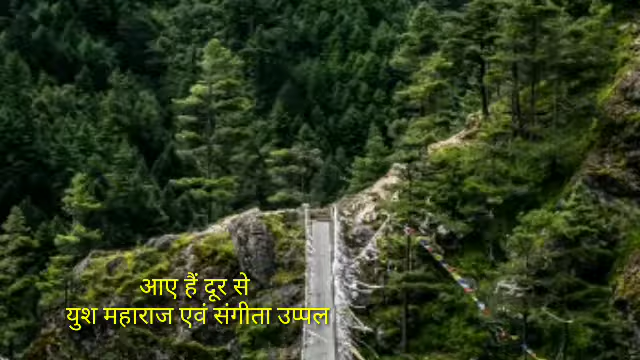 आए हैं दूर से
युश महाराज एवं संगीता उप्पल